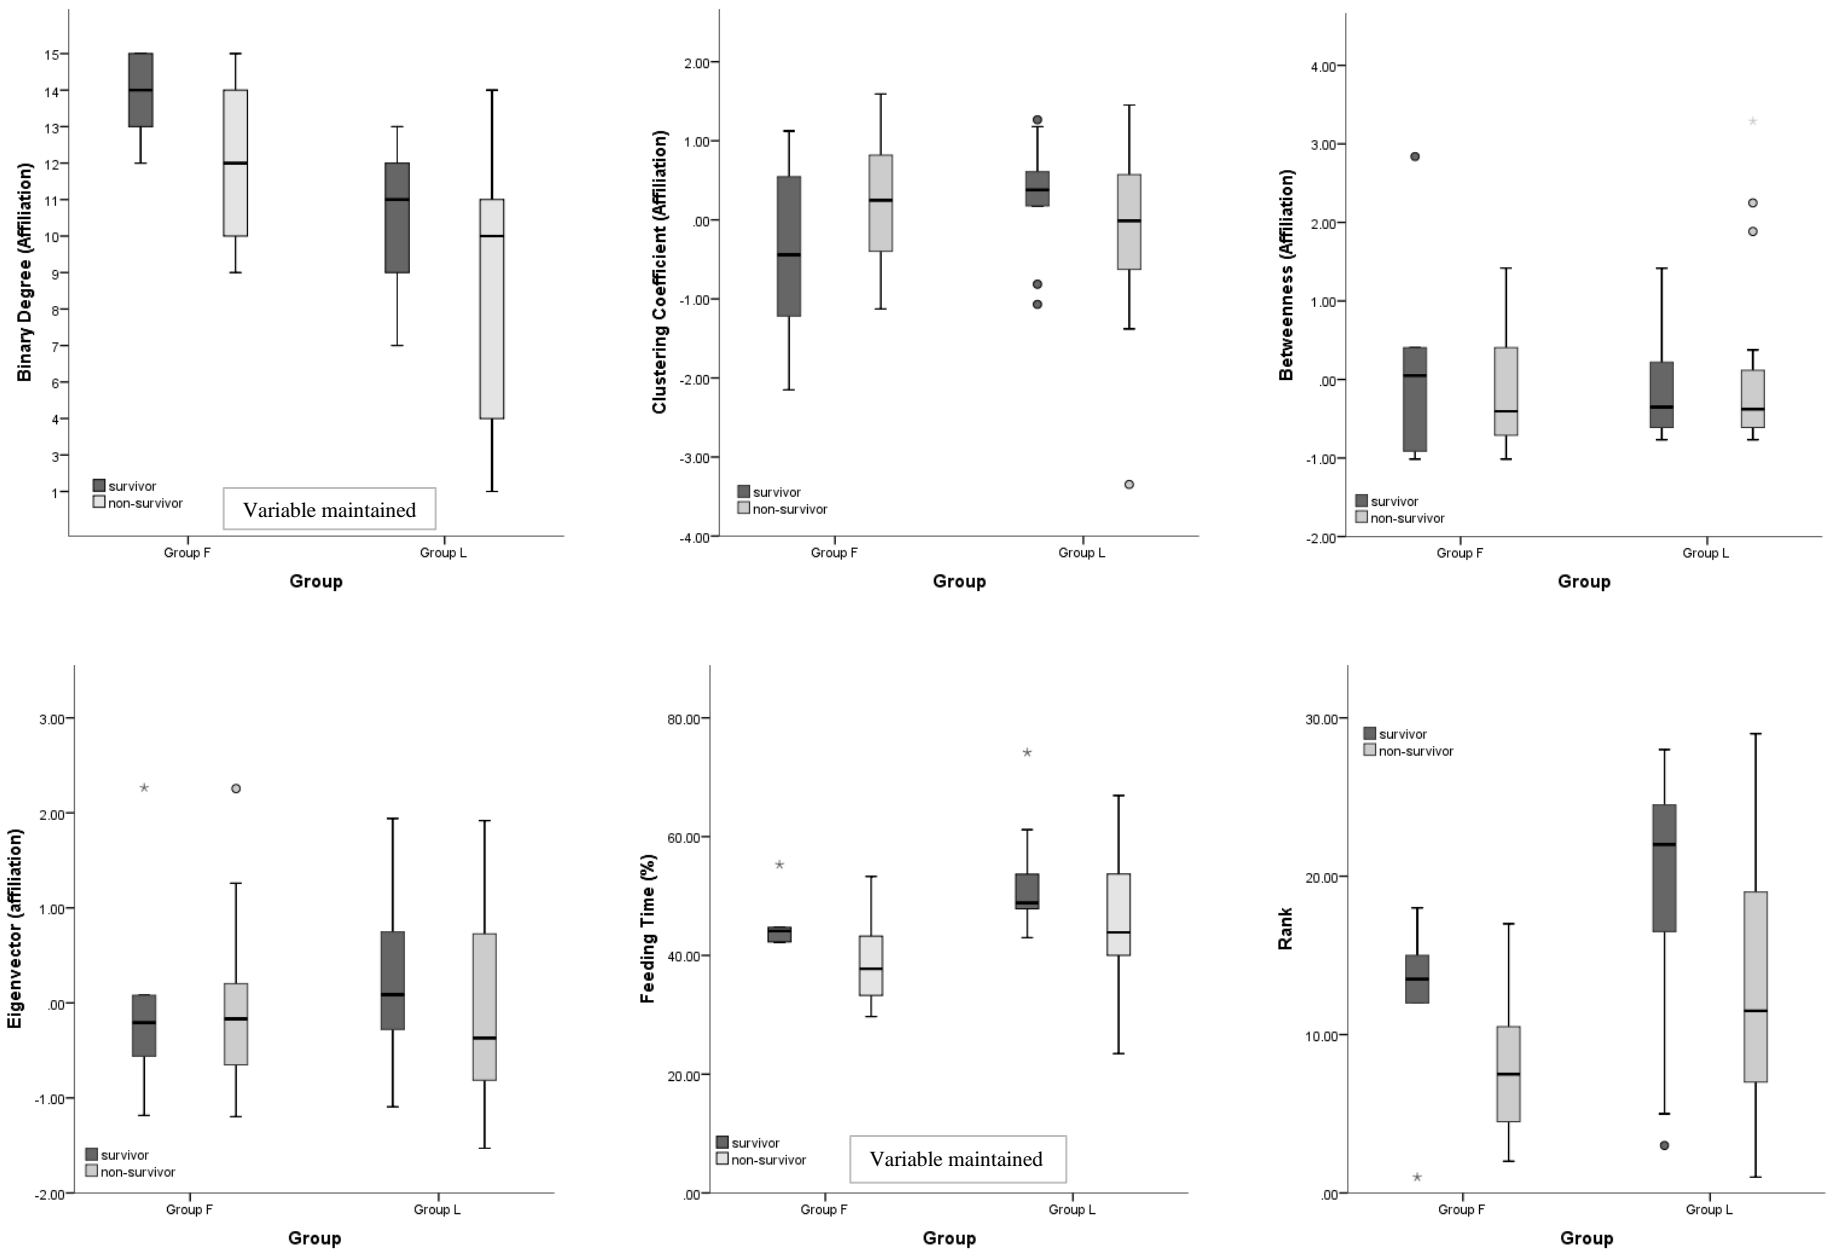 Binary Degree (Affiliation)
15
14
13
12
11
10
9
8
7
6
4
3
1
survivor
non-survivor
Variable maintained
Group F
Group L
Group
Clustering Coefficient (Affiliation)
2.00
1.00
.00
-1.00
-2.00
-3.00
-4.00
survivor
non-survivor
Group F
Group L
Group
Betweenness (Affiliation)
4.00
3.00
2.00
1.00
.00
-1.00
-2.00
survivor
non-survivor
Group F
Group L
Group
Eigenvector (affiliation)
3.00
2.00
1.00
.00
-1.00
-2.00
survivor
non-survivor
Group F
Group L
Group
Feeding Time (%)
80.00
60.00
40.00
20.00
.00
survivor
non-survivor
Variable maintained
Group F
Group L
Group
Rank
30.00
20.00
10.00
.00
survivor
non-survivor
Group F
Group L
Group